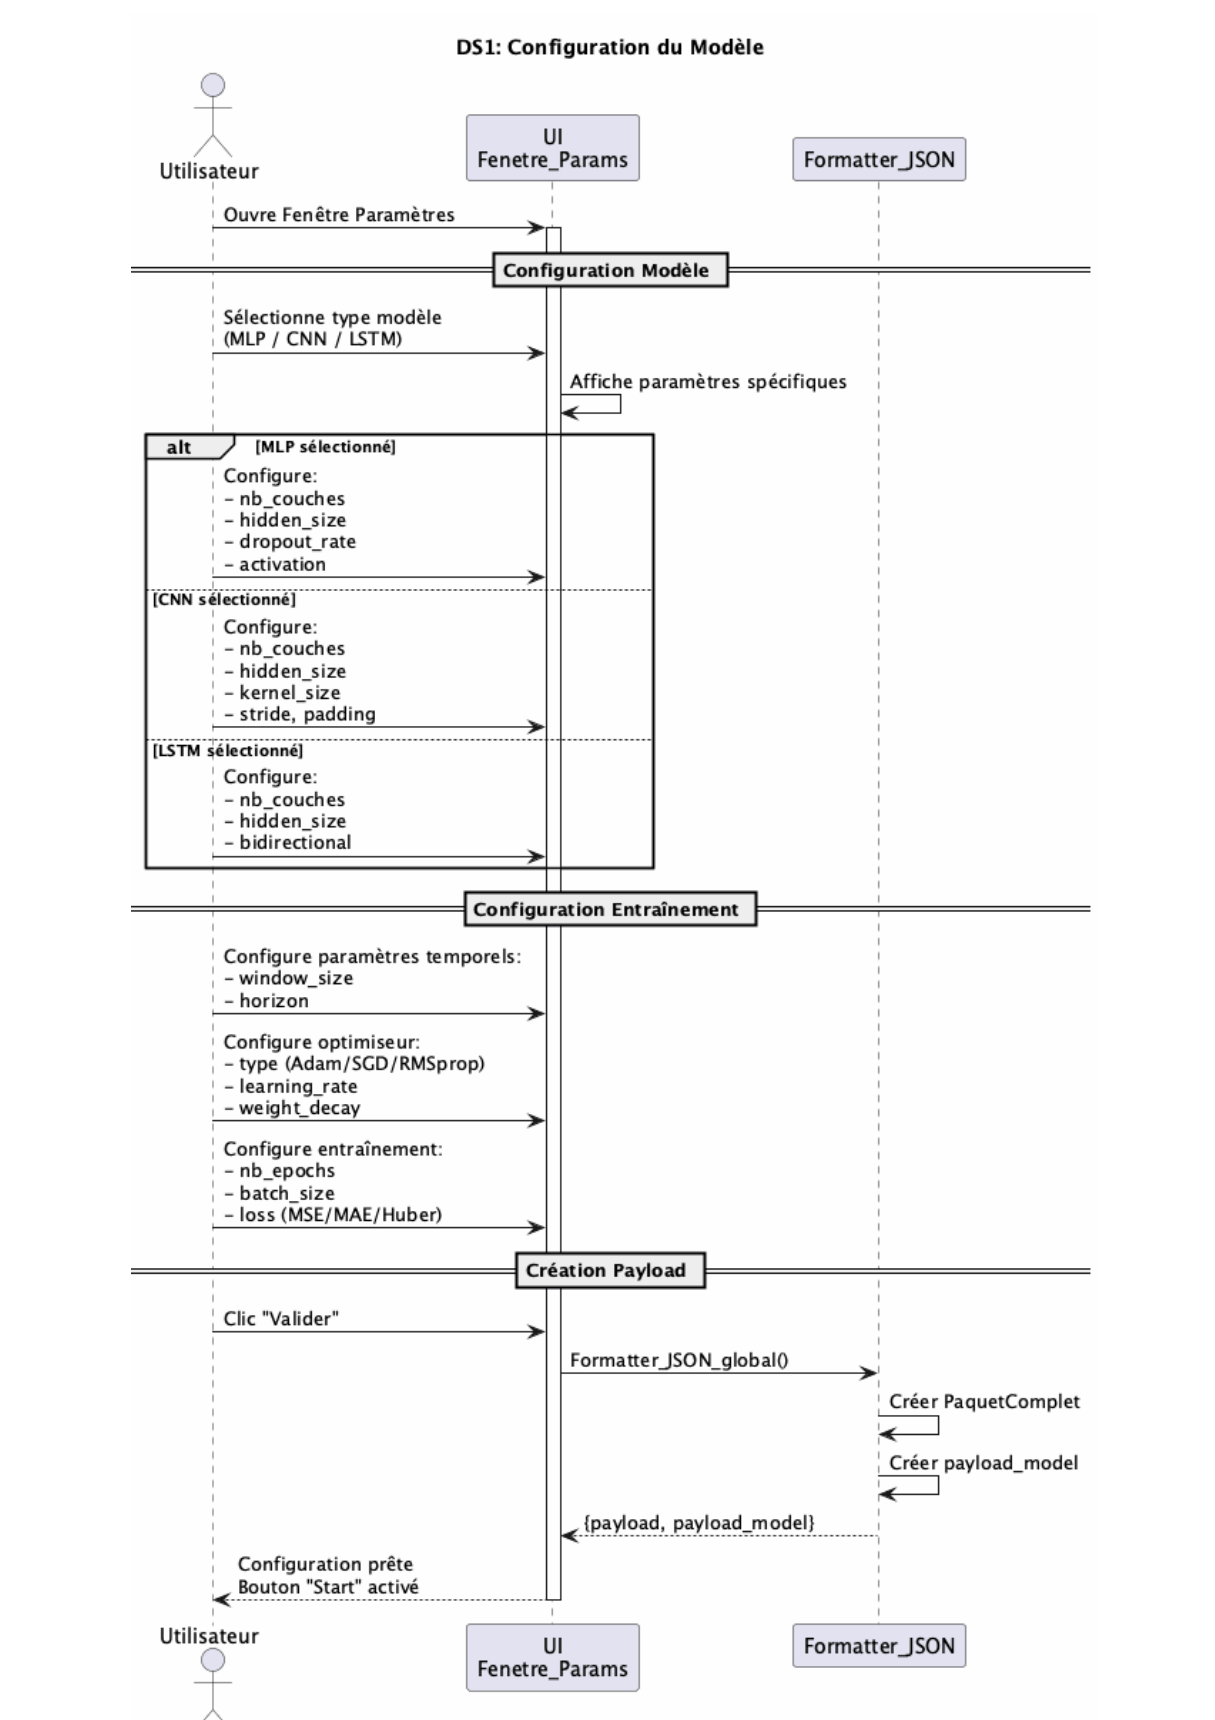 DS1: Configuration du Modèle
Utilisateur
UI
Fenetre_Params
Formatter_JSON
Ouvre Fenêtre Paramètres
Configuration Modèle
Sélectionne type modèle
(MLP / CNN / LSTM)
Affiche paramètres spécifiques
alt
[MLP sélectionné]
Configure:
– nb_couches
– hidden_size
– dropout_rate
– activation
[CNN sélectionné]
Configure:
– nb_couches
– hidden_size
– kernel_size
– stride, padding
[LSTM sélectionné]
Configure:
– nb_couches
– hidden_size
– bidirectional
Configuration Entraînement
Configure paramètres temporels:
– window_size
– horizon
Configure optimiseur:
– type (Adam/SGD/RMSprop)
– learning_rate
– weight_decay
Configure entraînement:
– nb_epochs
– batch_size
– loss (MSE/MAE/Huber)
Création Payload
Clic "Valider"
Formatter_JSON_global()
Créer PaquetComplet
Créer payload_model
{payload, payload_model}
Configuration prête
Bouton "Start" activé
Utilisateur
UI
Fenetre_Params
Formatter_JSON